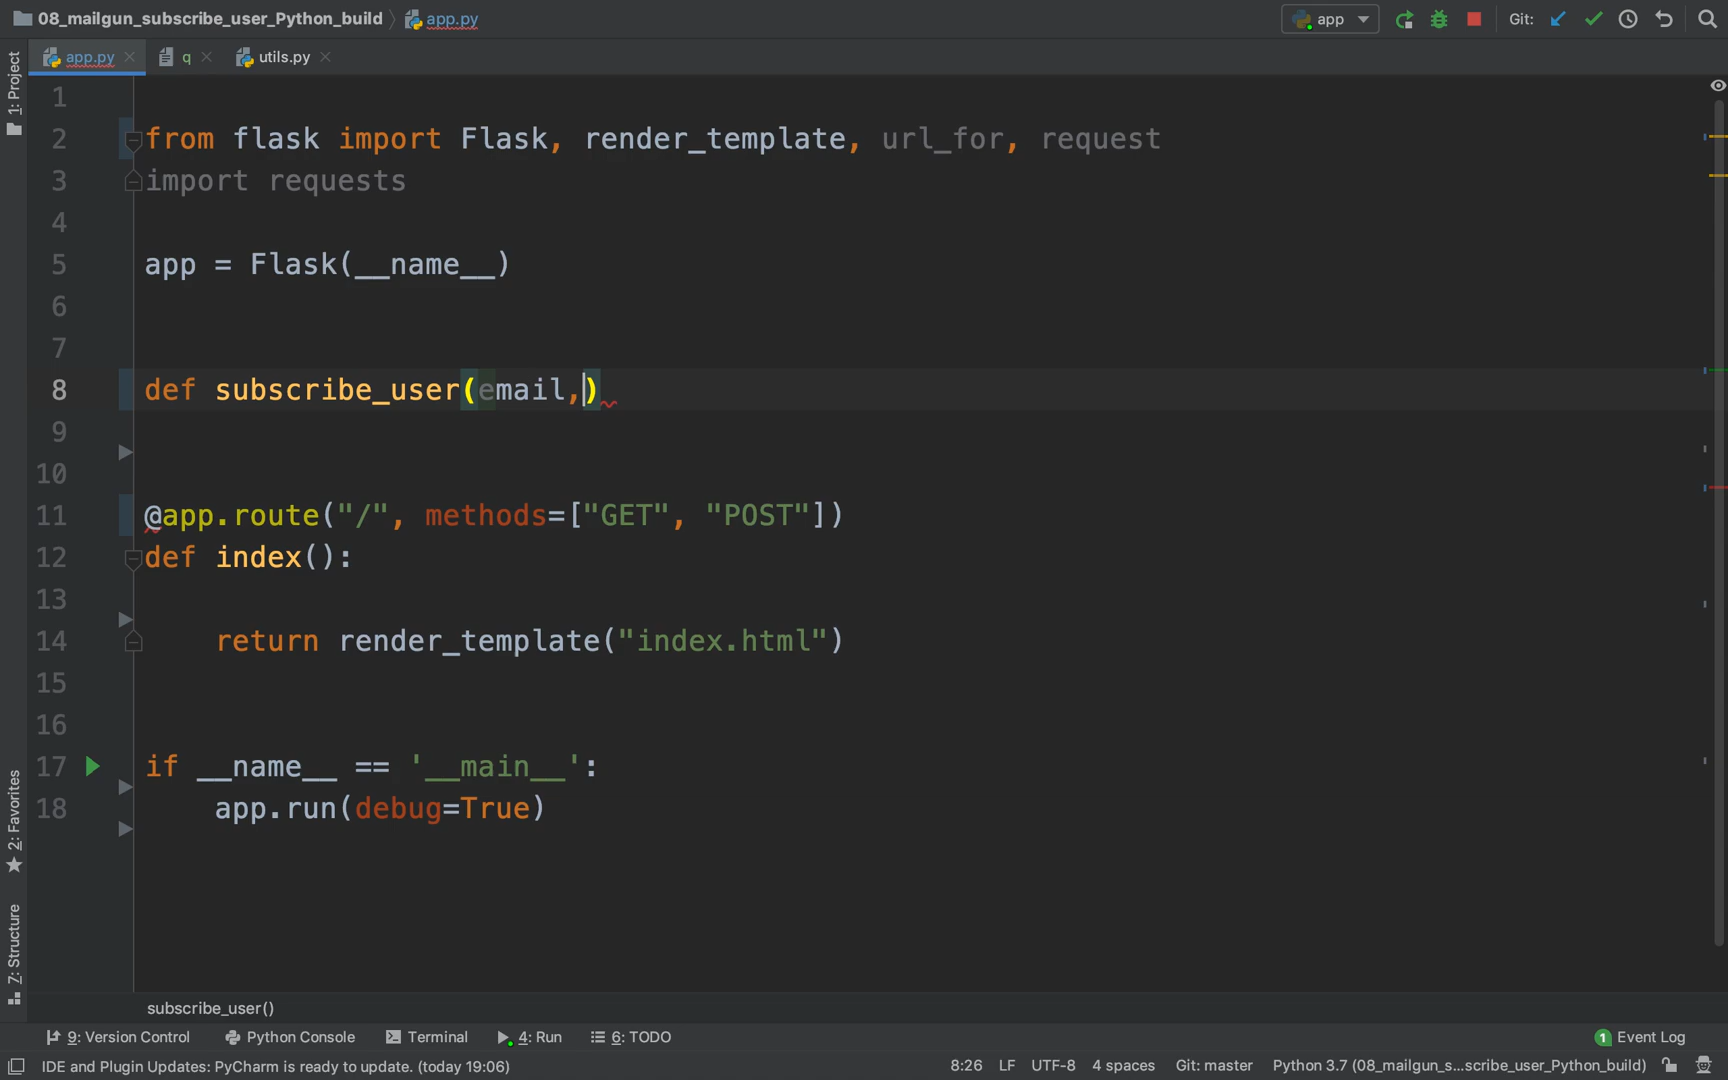 08_mailgun_subscribe_user_Python_build app.py app Git:
app.py q utils.py
1: Project
1
2 from flask import Flask, render_template, url_for, request
3 import requests
4
5 app = Flask(__name__)
6
7
8 def subscribe_user(email,)
9
10
11 @app.route("/", methods=["GET", "POST"])
12 def index():
13
14 return render_template("index.html")
15
16
17 if __name__ == '__main__':
18 app.run(debug=True)
2: Favorites
Z: Structure
subscribe_user()
9: Version Control Python Console Terminal 4: Run 6: TODO 1 Event Log
IDE and Plugin Updates: PyCharm is ready to update. (today 19:06) 8:26 LF UTF-8 4 spaces Git: master Python 3.7 (08_mailgun_s...scribe_user_Python_build)